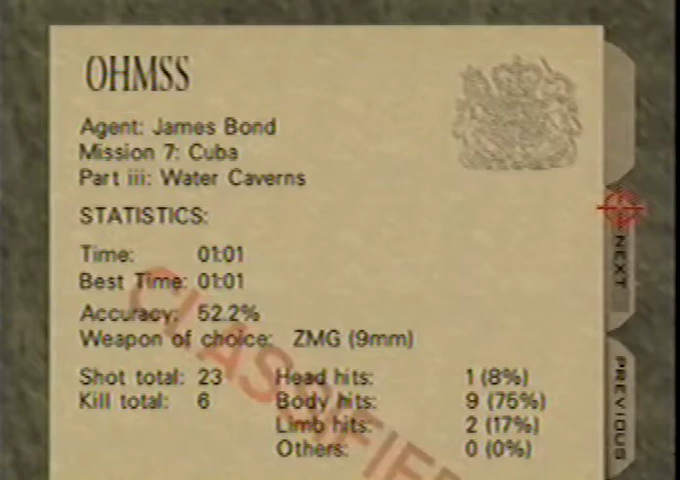 OHMSS
Agent: James Bond
Mission 7: Cuba
Part iii: Water Caverns
STATISTICS:
Time: 01:01
Best Time: 01:01
Accuracy: 52.2%
Weapon of choice: ZMG (9mm)
Shot total: 23 Head hits: 1 (8%)
Kill total: 6 Body hits: 9 (75%)
Limb hits: 2 (17%)
Others: 0 (0%)
CLASSIFIE
NEXT
PREVIOUS